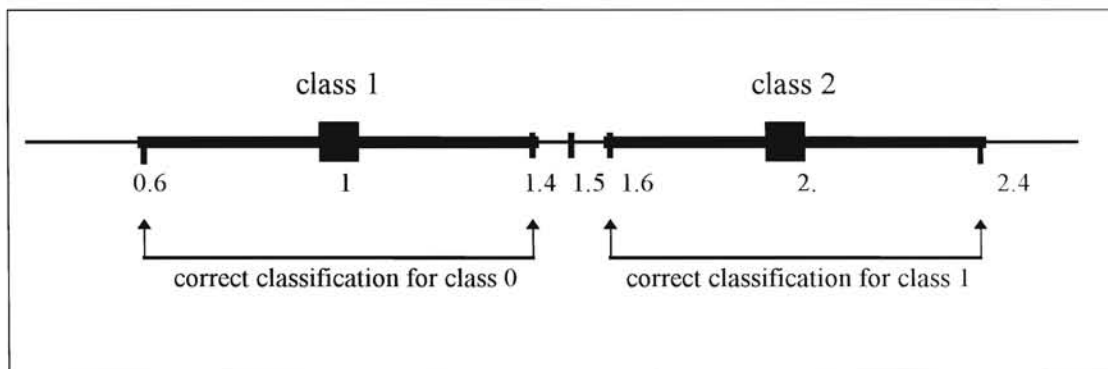 class 1 class 2
0.6 1 1.4 1.5 1.6 2. 2.4
correct classification for class 0 correct classification for class 1